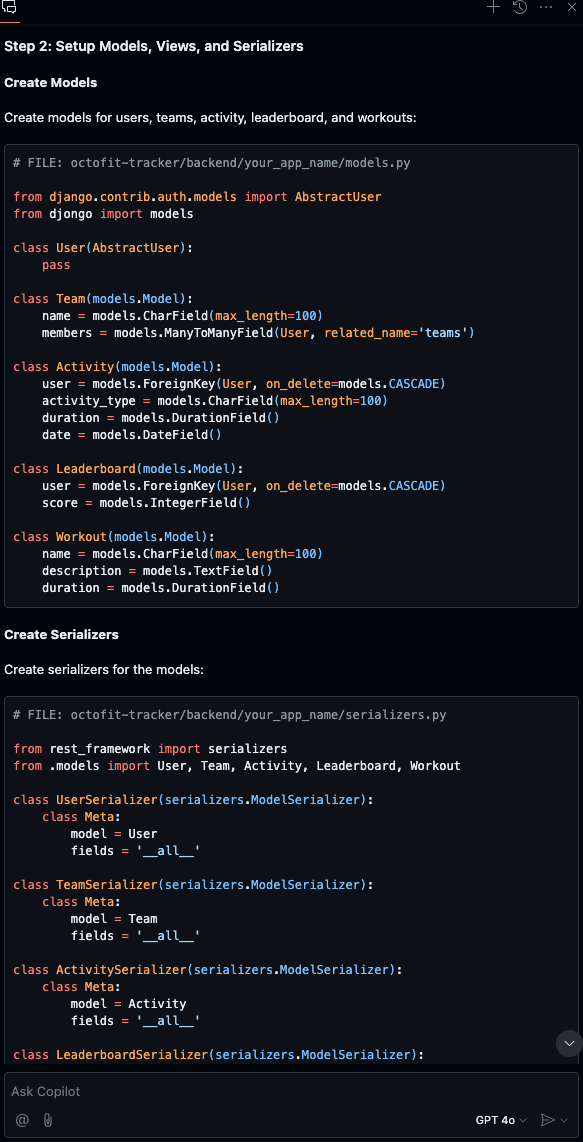 Step 2: Setup Models, Views, and Serializers
Create Models
Create models for users, teams, activity, leaderboard, and workouts:
# FILE: octofit-tracker/backend/your_app_name/models.py
from django.contrib.auth.models import AbstractUser
from djongo import models
class User(AbstractUser):
    pass
class Team(models.Model):
    name = models.CharField(max_length=100)
    members = models.ManyToManyField(User, related_name='teams')
class Activity(models.Model):
    user = models.ForeignKey(User, on_delete=models.CASCADE)
    activity_type = models.CharField(max_length=100)
    duration = models.DurationField()
    date = models.DateField()
class Leaderboard(models.Model):
    user = models.ForeignKey(User, on_delete=models.CASCADE)
    score = models.IntegerField()
class Workout(models.Model):
    name = models.CharField(max_length=100)
    description = models.TextField()
    duration = models.DurationField()
Create Serializers
Create serializers for the models:
# FILE: octofit-tracker/backend/your_app_name/serializers.py
from rest_framework import serializers
from .models import User, Team, Activity, Leaderboard, Workout
class UserSerializer(serializers.ModelSerializer):
    class Meta:
        model = User
        fields = '__all__'
class TeamSerializer(serializers.ModelSerializer):
    class Meta:
        model = Team
        fields = '__all__'
class ActivitySerializer(serializers.ModelSerializer):
    class Meta:
        model = Activity
        fields = '__all__'
class LeaderboardSerializer(serializers.ModelSerializer):
Ask Copilot
@ GPT 4o